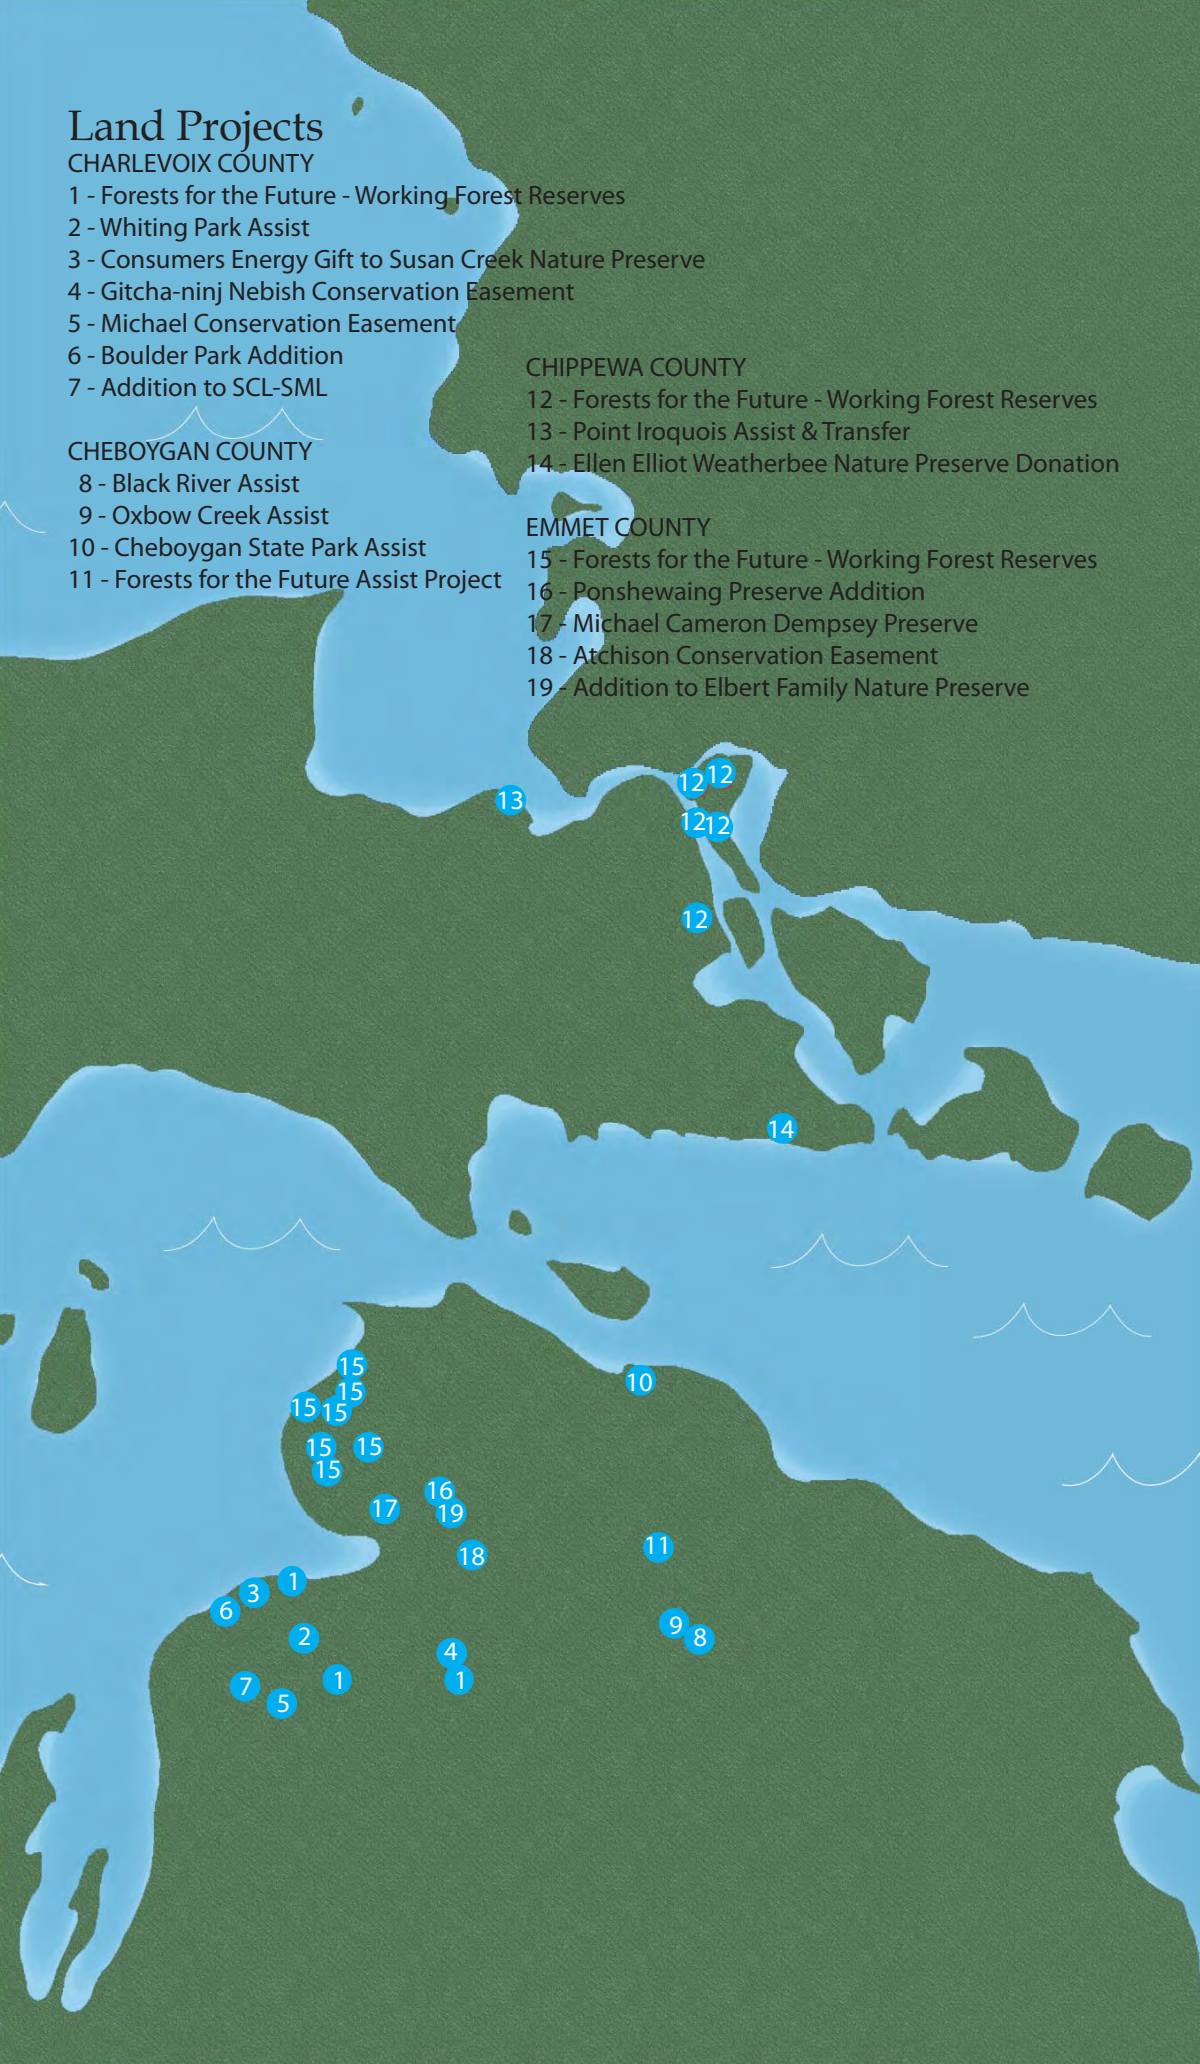 Land Projects
CHARLEVOIX COUNTY
1 - Forests for the Future - Working Forest Reserves
2 - Whiting Park Assist
3 - Consumers Energy Gift to Susan Creek Nature Preserve
4 - Gitcha-ninj Nebish Conservation Easement
5 - Michael Conservation Easement
6 - Boulder Park Addition
7 - Addition to SCL-SML
CHEBOYGAN COUNTY
8 - Black River Assist
9 - Oxbow Creek Assist
10 - Cheboygan State Park Assist
11 - Forests for the Future Assist Project
CHIPPEWA COUNTY
12 - Forests for the Future - Working Forest Reserves
13 - Point Iroquois Assist & Transfer
14 - Ellen Elliot Weatherbee Nature Preserve Donation
EMMET COUNTY
15 - Forests for the Future - Working Forest Reserves
16 - Ponshewaing Preserve Addition
17 - Michael Cameron Dempsey Preserve
18 - Atchison Conservation Easement
19 - Addition to Elbert Family Nature Preserve
12
12
13
12
12
12
14
15
10
15
15
15
15
15
15
16
17
19
11
18
1
3
6
9
2
8
4
1
1
7
5